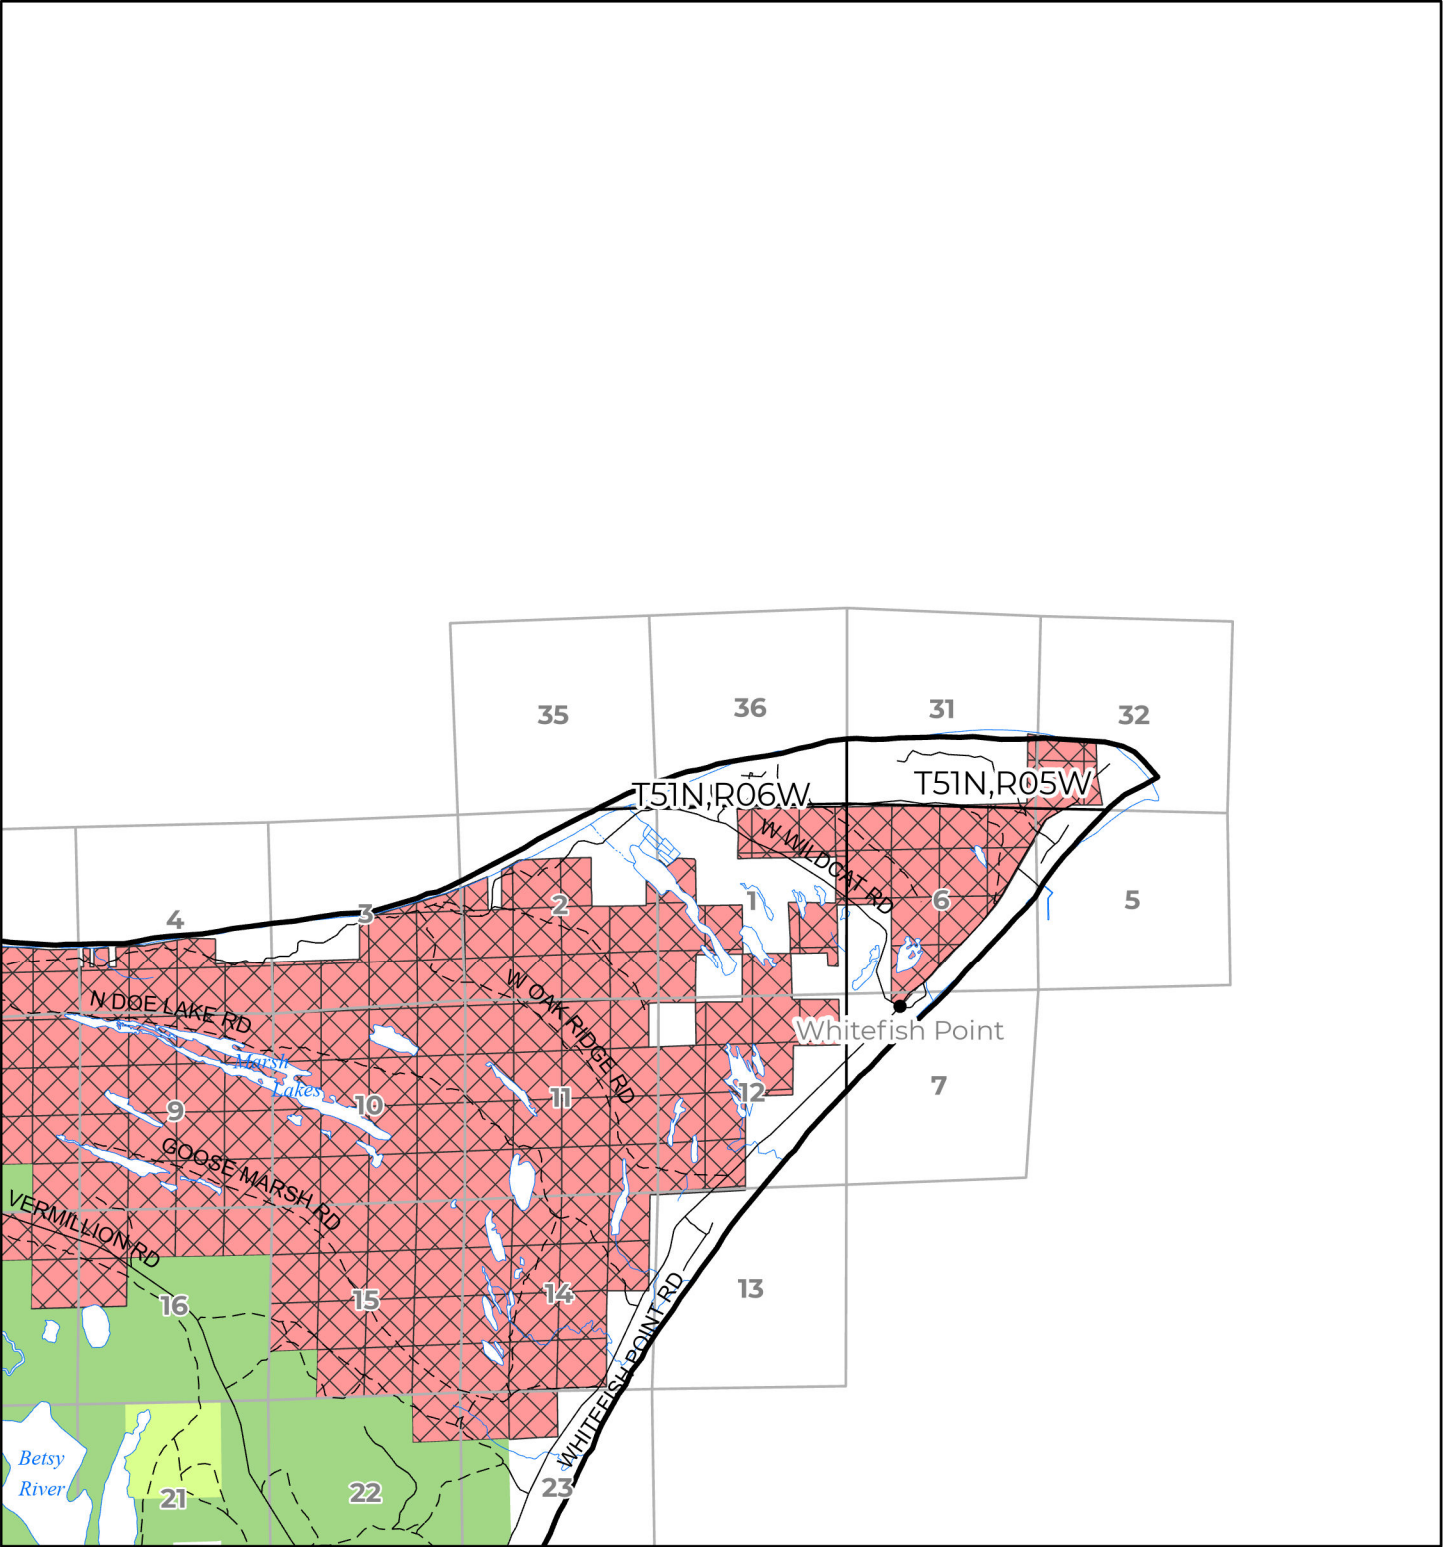 35
36
31
32
T51N,R06W
T51N,R05W
W WILDCAT RD
4
3
2
1
6
5
N DOE LAKE RD
W OAK RIDGE RD
Whitefish Point
Marsh
Lakes
9
10
11
12
7
GOOSE MARSH RD
VERMILLION RD
16
15
14
13
WHITEFISH POINT RD
Betsy
River
21
22
23